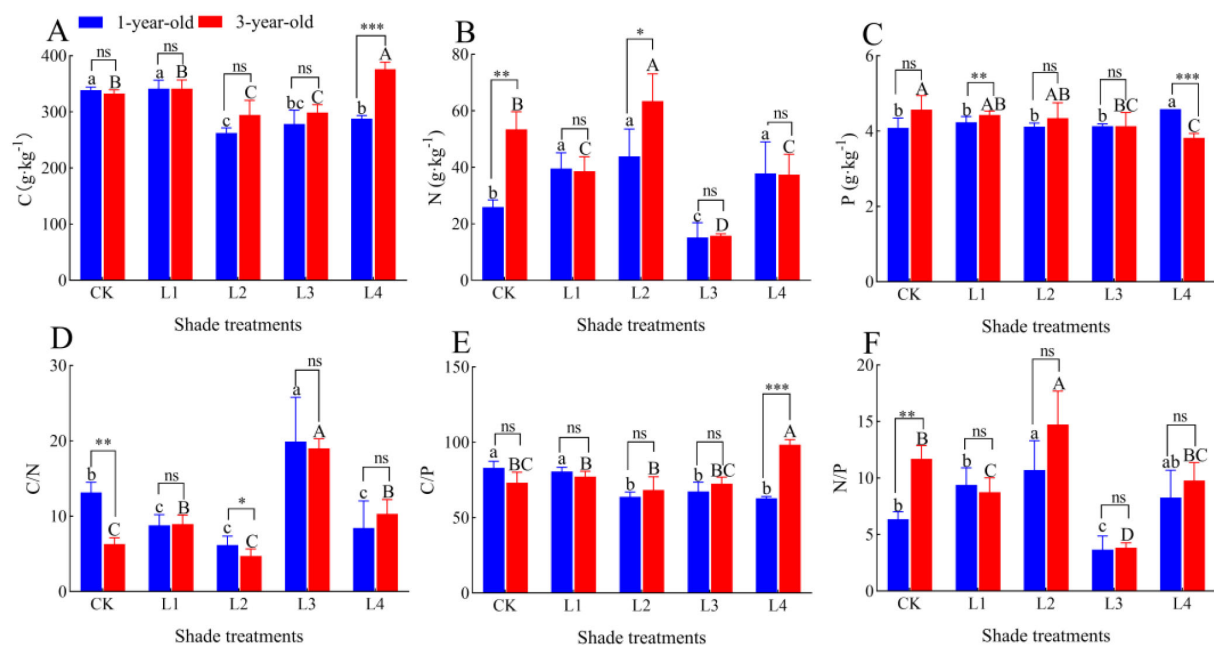 1-year-old 3-year-old
A
ns ns ns ns ***
a B a B c C bc C b A
400
300
200
100
0
C(g·kg⁻¹)
CK L1 L2 L3 L4
Shade treatments
B
** ns * ns ns
b B a C a A c D a C
80
60
40
20
0
N (g·kg⁻¹)
CK L1 L2 L3 L4
Shade treatments
C
ns ** ns ns ***
b A b AB b AB b BC a C
6
4
2
0
P (g·kg⁻¹)
CK L1 L2 L3 L4
Shade treatments
D
** ns * ns ns
b C c B c C a A c B
30
20
10
0
C/N
CK L1 L2 L3 L4
Shade treatments
E
ns ns ns ns ***
a BC a B b B b BC b A
150
100
50
0
C/P
CK L1 L2 L3 L4
Shade treatments
F
** ns ns ns ns
b B b C a A c D ab BC
20
15
10
5
0
N/P
CK L1 L2 L3 L4
Shade treatments